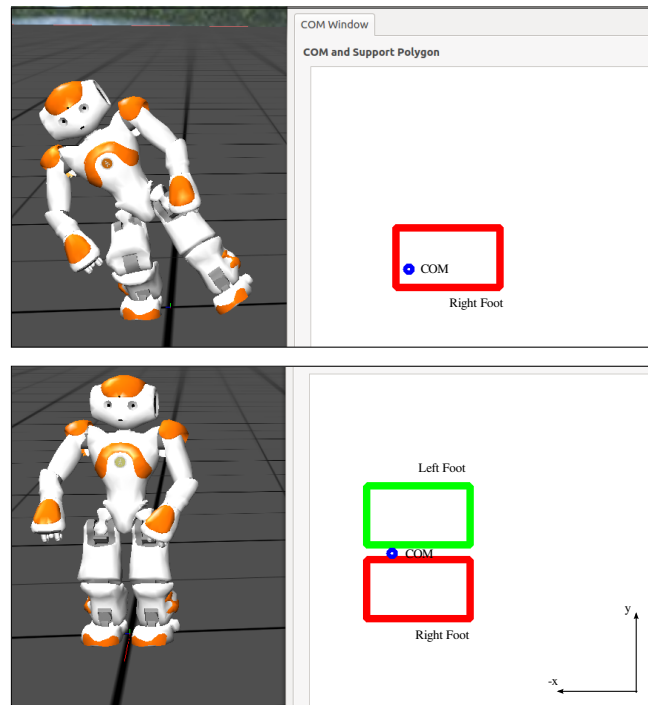 COM Window
COM and Support Polygon
COM
Right Foot
Left Foot
COM
Right Foot
y
-x